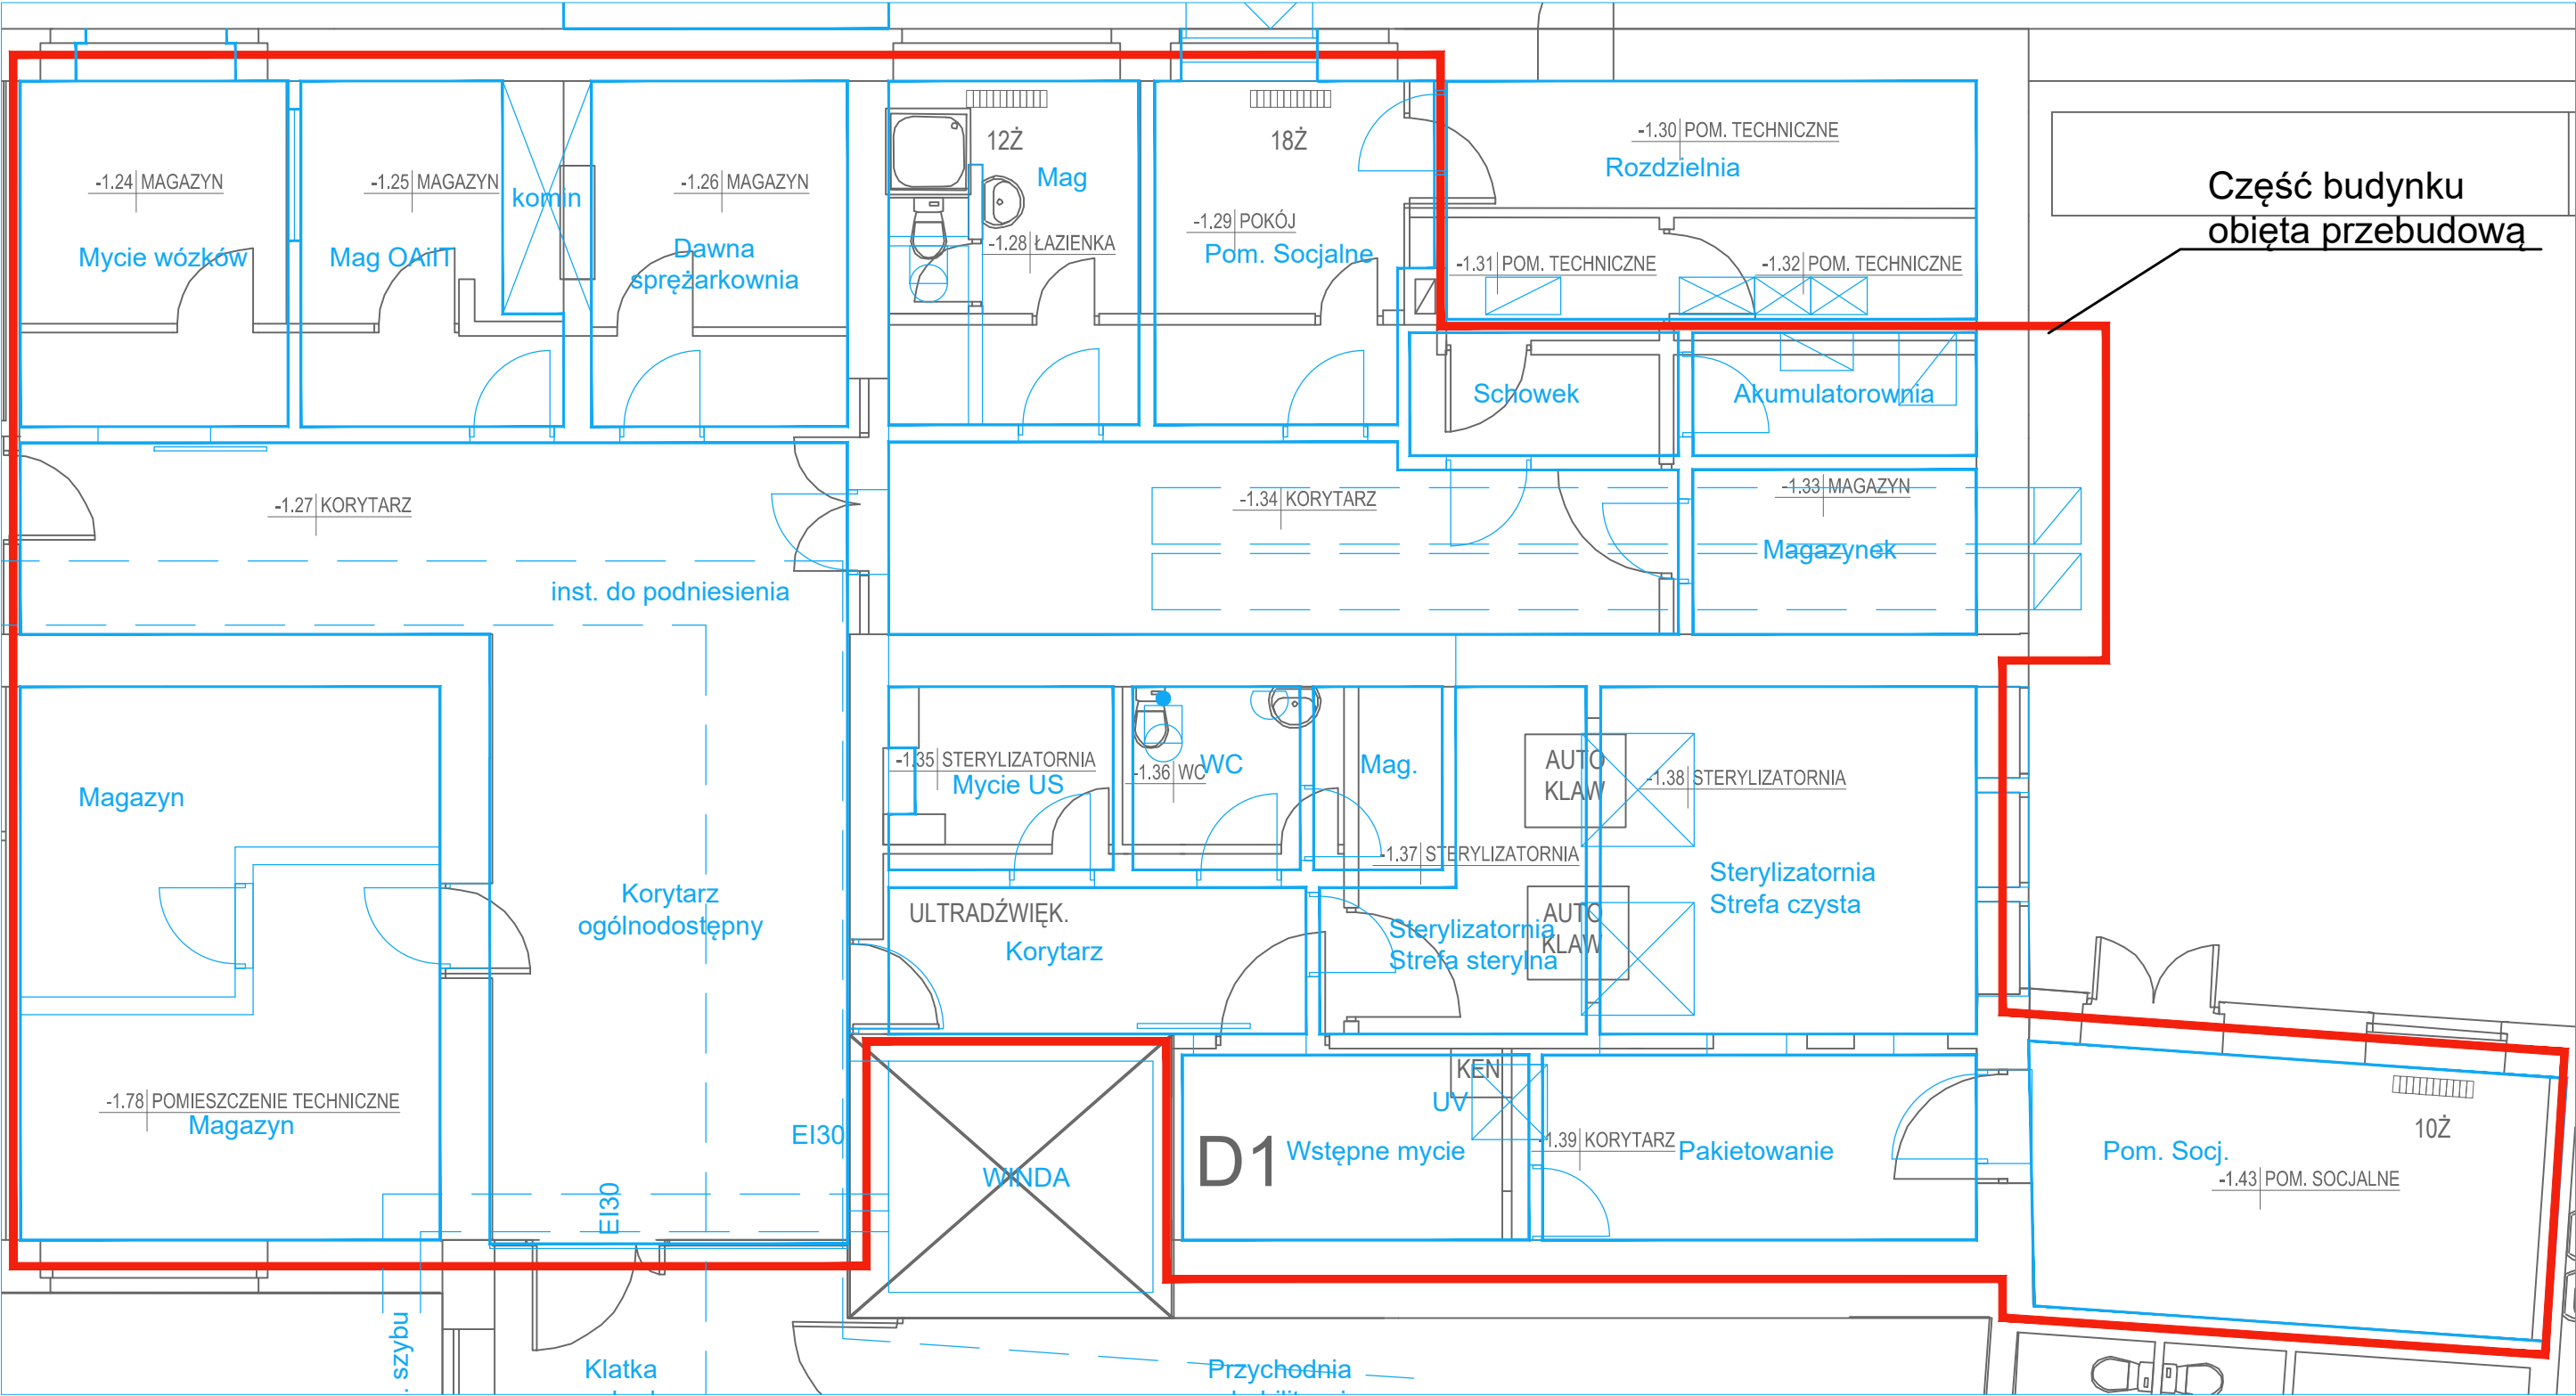 12Ż
18Ż
-1.30 POM. TECHNICZNE
Rozdzielnia
-1.24 MAGAZYN
-1.25 MAGAZYN
komin
-1.26 MAGAZYN
Mag
-1.29 POKÓJ
Część budynku
obięta przebudową
Mycie wózków
Mag OAiIT
Dawna
sprężarkownia
-1.28 ŁAZIENKA
Pom. Socjalne
-1.31 POM. TECHNICZNE
-1.32 POM. TECHNICZNE
Schowek
Akumulatorownia
-1.27 KORYTARZ
-1.34 KORYTARZ
-1.33 MAGAZYN
Magazynek
inst. do podniesienia
Magazyn
-1.35 STERYLIZATORNIA
Mycie US
-1.36 WC
WC
Mag.
AUTO
KLAW
-1.38 STERYLIZATORNIA
-1.37 STERYLIZATORNIA
Sterylizatornia
Strefa czysta
Korytarz
ogólnodostępny
ULTRADŹWIĘK.
Korytarz
AUTO
KLAW
Sterylizatornia
Strefa sterylna
KEN
UV
-1.78 POMIESZCZENIE TECHNICZNE
Magazyn
EI30
EI30
WINDA
D1
Wstępne mycie
-1.39 KORYTARZ
Pakietowanie
10Ż
Pom. Socj.
-1.43 POM. SOCJALNE
. szybu
Klatka
Przychodnia